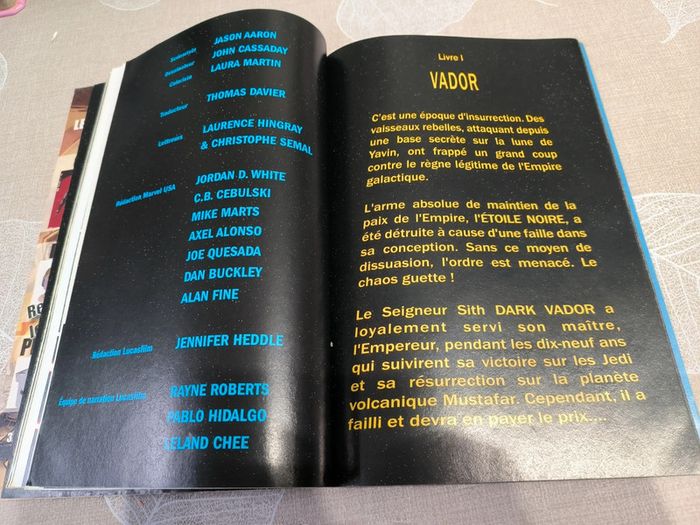 Scénariste JASON AARON
Dessinateur JOHN CASSADAY
Coloriste LAURA MARTIN
Traducteur THOMAS DAVIER
Lettreurs LAURENCE HINGRAY
& CHRISTOPHE SEMAL
Rédaction Marvel USA JORDAN D. WHITE
C.B. CEBULSKI
MIKE MARTS
AXEL ALONSO
JOE QUESADA
DAN BUCKLEY
ALAN FINE
Rédaction Lucasfilm JENNIFER HEDDLE
Équipe de narration Lucasfilm RAYNE ROBERTS
PABLO HIDALGO
LELAND CHEE
Livre I
VADOR
C'est une époque d'insurrection. Des
vaisseaux rebelles, attaquant depuis
une base secrète sur la lune de
Yavin, ont frappé un grand coup
contre le règne légitime de l'Empire
galactique.
L'arme absolue de maintien de la
paix de l'Empire, l'ÉTOILE NOIRE, a
été détruite à cause d'une faille dans
sa conception. Sans ce moyen de
dissuasion, l'ordre est menacé. Le
chaos guette !
Le Seigneur Sith DARK VADOR a
loyalement servi son maître,
l'Empereur, pendant les dix-neuf ans
qui suivirent sa victoire sur les Jedi
et sa résurrection sur la planète
volcanique Mustafar. Cependant, il a
failli et devra en payer le prix....